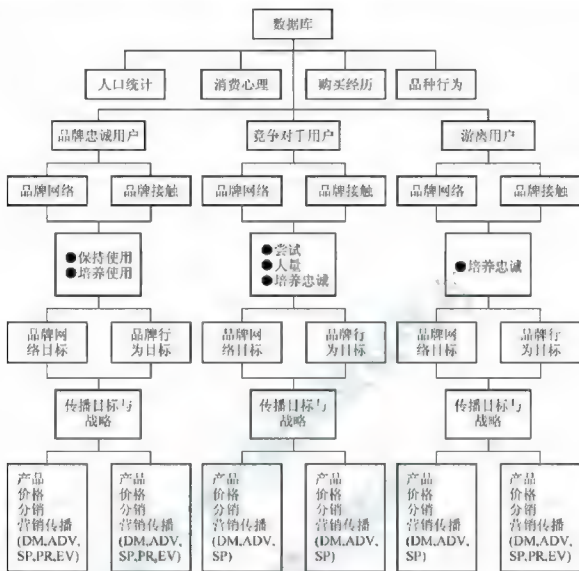 数据库
人口统计 消费心理 购买经历 品种行为
品牌忠诚用户 竞争对手用户 游离用户
品牌网络 品牌接触 品牌网络 品牌接触 品牌网络 品牌接触
●保持使用
●培养使用
●尝试
●人量
●培养忠诚
●培养忠诚
品牌网
络目标
品牌行
为目标
品牌网
络目标
品牌行
为目标
品牌网
络目标
品牌行
为目标
传播目标与
战略
传播目标与
战略
传播目标与
战略
产品
价格
分销
营销传播
(DM,ADV,
SP,PR,EV)
产品
价格
分销
营销传播
(DM,ADV,
SP,PR,EV)
产品
价格
分销
营销传播
(DM,ADV,
SP)
产品
价格
分销
营销传播
(DM,ADV,
SP)
产品
价格
分销
营销传播
(DM,ADV,
SP)
产品
价格
分销
营销传播
(DM,ADV,
SP,PR,EV)